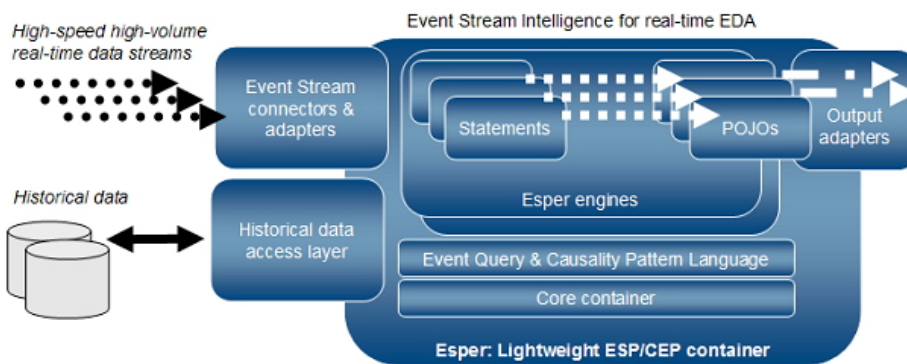 Event Stream Intelligence for real-time EDA
High-speed high-volume
real-time data streams
Event Stream
connectors &
adapters
Statements
POJOs
Output
adapters
Esper engines
Historical data
Historical data
access layer
Event Query & Causality Pattern Language
Core container
Esper: Lightweight ESP/CEP container